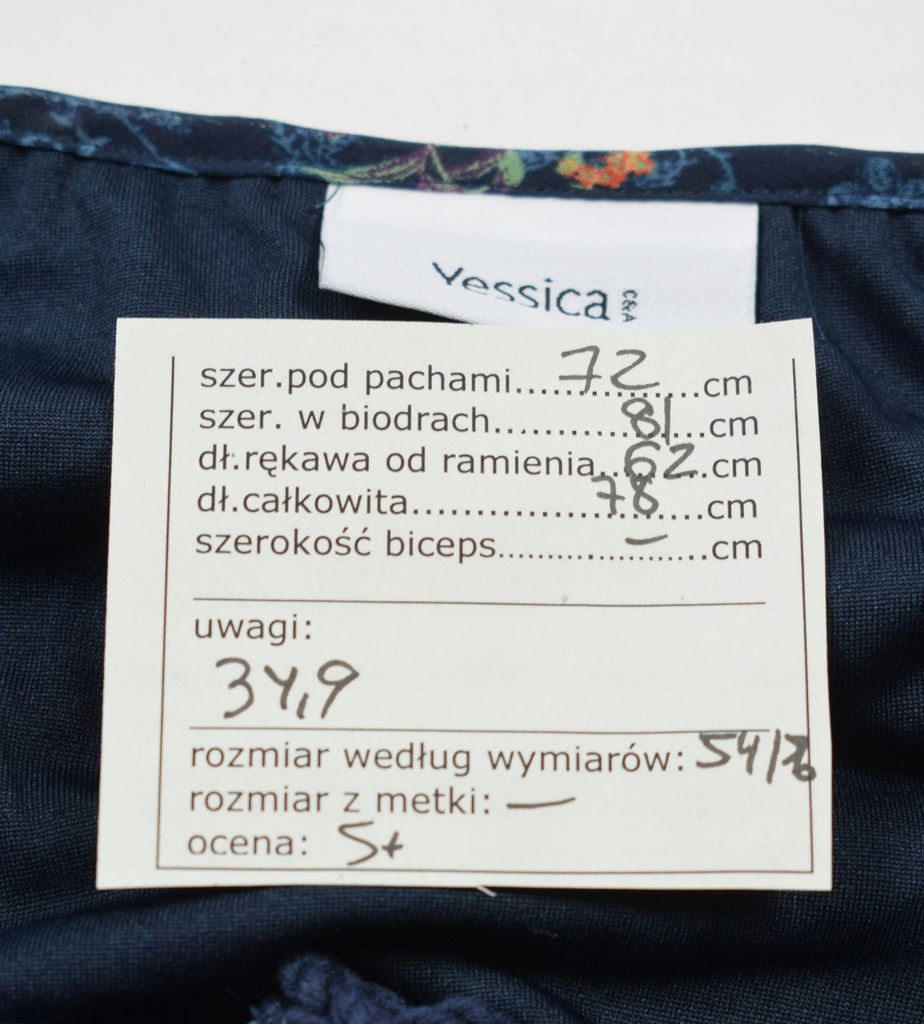 Yessica C&A
szer.pod pachami....72......cm
szer. w biodrach...........81...cm
dł.rękawa od ramienia..62..cm
dł.całkowita....................78....cm
szerokość biceps.......–.......cm
uwagi:
34,9
rozmiar według wymiarów: 54/
rozmiar z metki: —
ocena: 5+